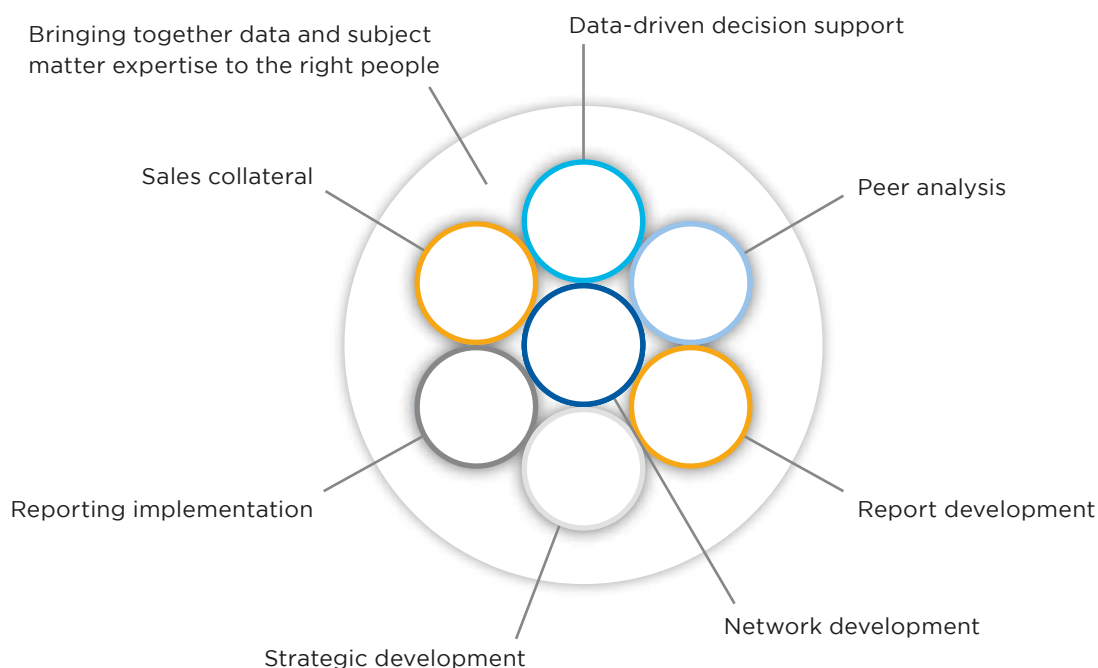 Data-driven decision support
Bringing together data and subject
matter expertise to the right people
Sales collateral
Peer analysis
Reporting implementation
Report development
Network development
Strategic development